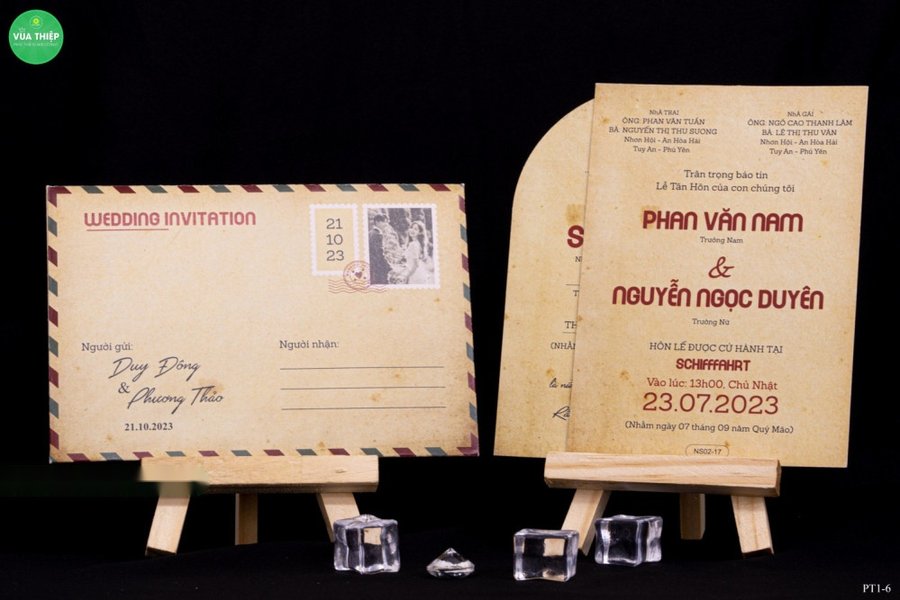 VUA THIỆP
WEDDING INVITATION
21
10
23
Người gửi:
Duy Đông
&
Phương Thảo
21.10.2023
Người nhận:
NHÀ TRAI
ÔNG: PHAN VĂN TUẤN
BÀ: NGUYỄN THỊ THU SƯƠNG
Nhơn Hội - An Hòa Hải
Tuy An - Phú Yên
NHÀ GÁI
ÔNG: NGÔ CAO THANH LÂM
BÀ: LÊ THỊ THU VÂN
Nhơn Hội - An Hòa Hải
Tuy An - Phú Yên
Trân trọng báo tin
Lễ Tân Hôn của con chúng tôi
PHAN VĂN NAM
Trưởng Nam
&
NGUYỄN NGỌC DUYÊN
Trưởng Nữ
HÔN LỄ ĐƯỢC CỬ HÀNH TẠI
SCHIFFFAHRT
Vào lúc: 13h00, Chủ Nhật
23.07.2023
(Nhằm ngày 07 tháng 09 năm Quý Mão)
NS02-17
PT1-6